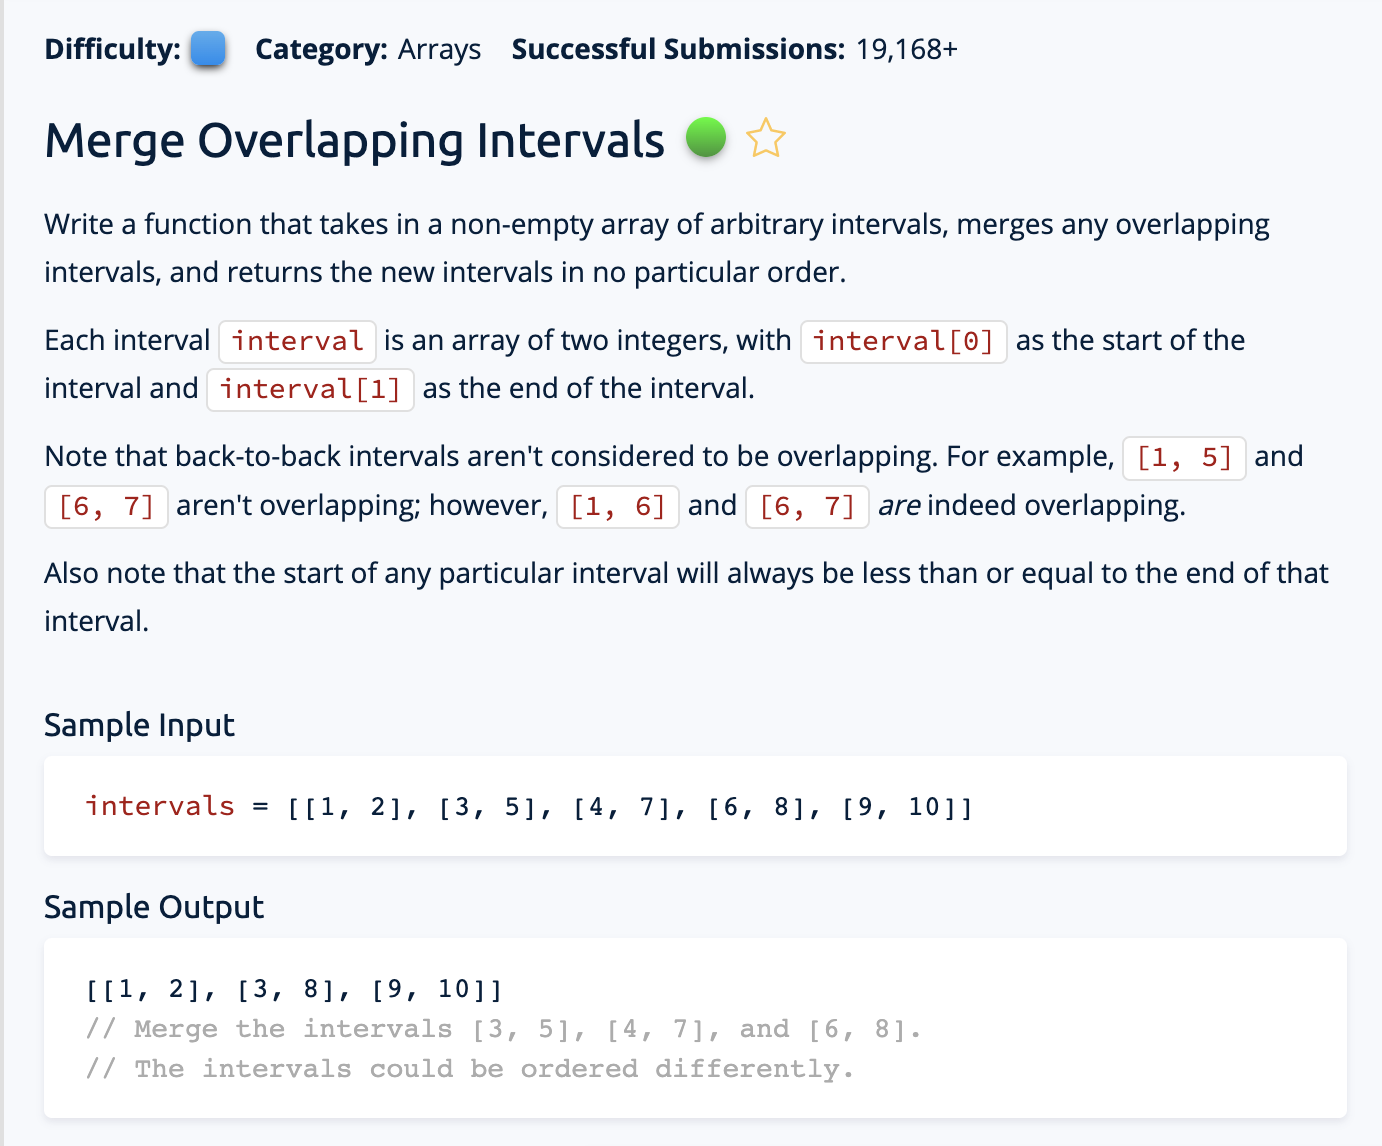 Difficulty: Category: Arrays Successful Submissions: 19,168+
Merge Overlapping Intervals
Write a function that takes in a non-empty array of arbitrary intervals, merges any overlapping
intervals, and returns the new intervals in no particular order.
Each interval interval is an array of two integers, with interval[0] as the start of the
interval and interval[1] as the end of the interval.
Note that back-to-back intervals aren't considered to be overlapping. For example, [1, 5] and
[6, 7] aren't overlapping; however, [1, 6] and [6, 7] are indeed overlapping.
Also note that the start of any particular interval will always be less than or equal to the end of that
interval.
Sample Input
intervals = [[1, 2], [3, 5], [4, 7], [6, 8], [9, 10]]
Sample Output
[[1, 2], [3, 8], [9, 10]]
// Merge the intervals [3, 5], [4, 7], and [6, 8].
// The intervals could be ordered differently.